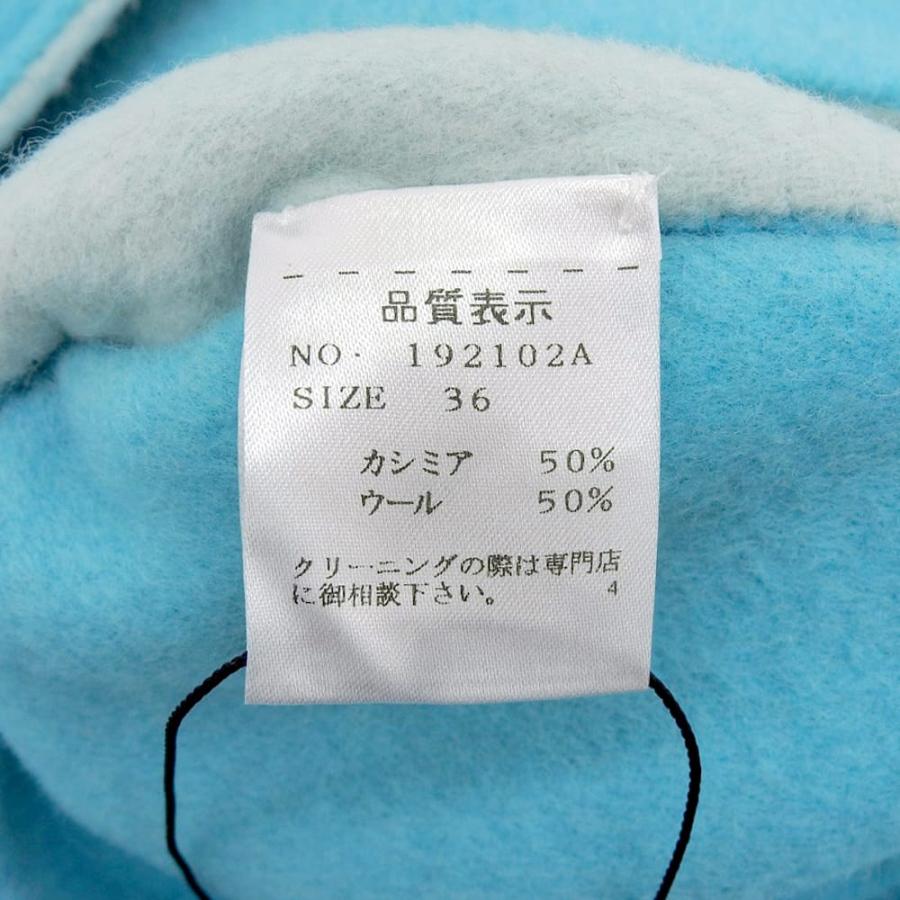 品質表示
NO. 192102A
SIZE 36
カシミア 50%
ウール 50%
クリーニングの際は専門店
に御相談下さい。 4